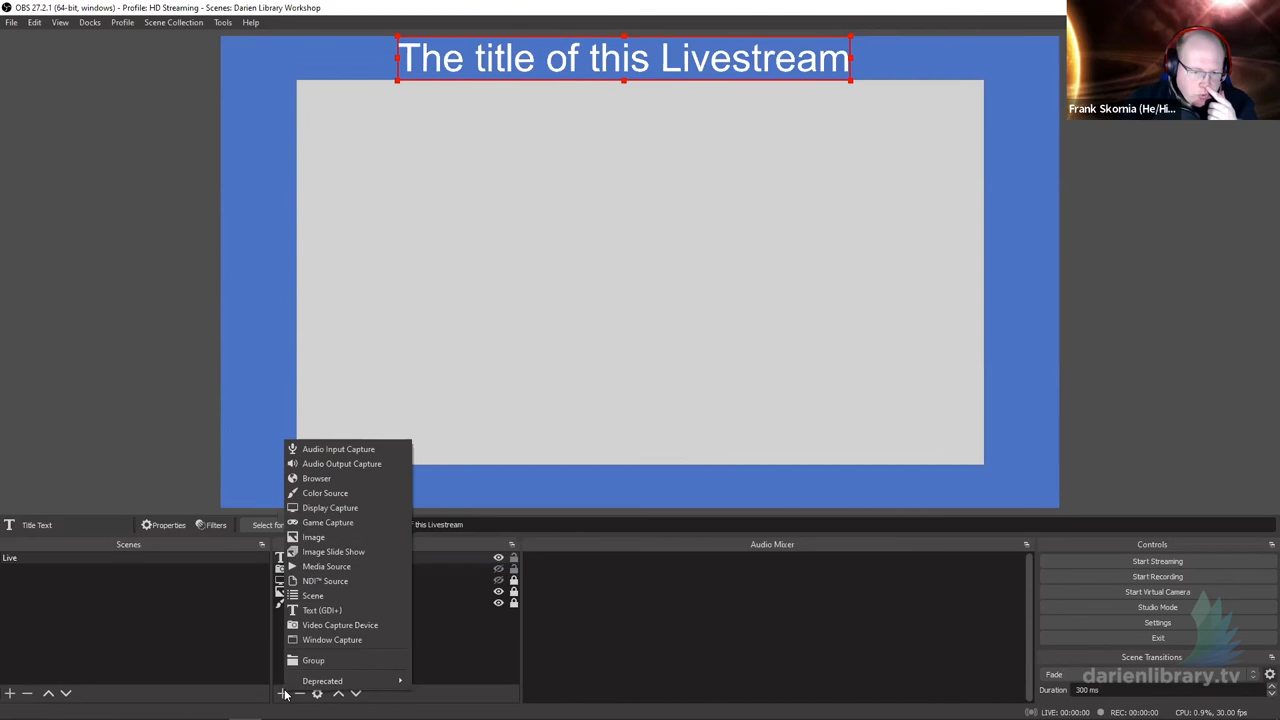 OBS 27.2.1 (64-bit, windows) - Profile: HD Streaming - Scenes: Darien Library Workshop
File Edit View Docks Profile Scene Collection Tools Help
The title of this Livestream
Frank Skornia (He/Hi...
Audio Input Capture
Audio Output Capture
Browser
Color Source
Display Capture
Game Capture
Image
Image Slide Show
Media Source
NDI™ Source
Scene
Text (GDI+)
Video Capture Device
Window Capture
Group
Deprecated
Title Text Properties Filters Select for this Livestream
Scenes Audio Mixer Controls
Live
Start Streaming
Start Recording
Start Virtual Camera
Studio Mode
Settings
Exit
Scene Transitions
Fade
Duration 300 ms
darienlibrary.tv
LIVE: 00:00:00 REC: 00:00:00 CPU: 0.9%, 30.00 fps